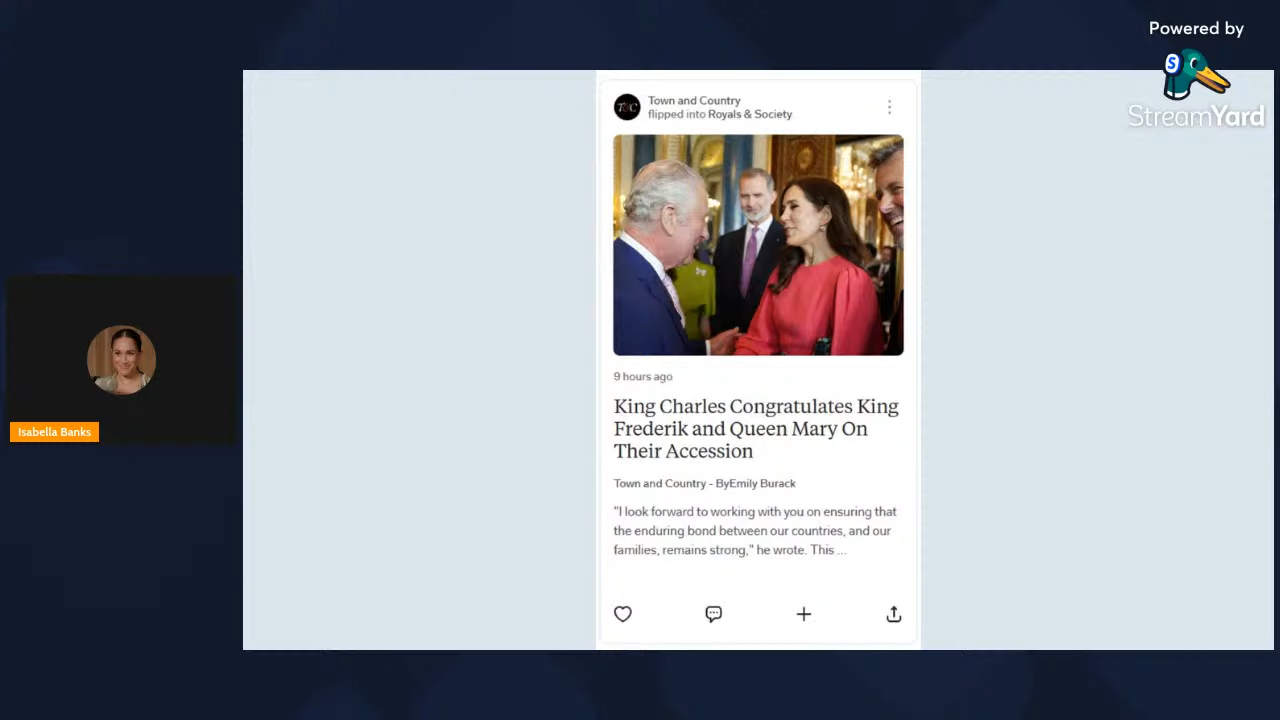 Powered by
StreamYard
Town and Country
flipped into Royals & Society
T&C
9 hours ago
King Charles Congratulates King
Frederik and Queen Mary On
Their Accession
Town and Country - ByEmily Burack
"I look forward to working with you on ensuring that
the enduring bond between our countries, and our
families, remains strong," he wrote. This ...
Isabella Banks